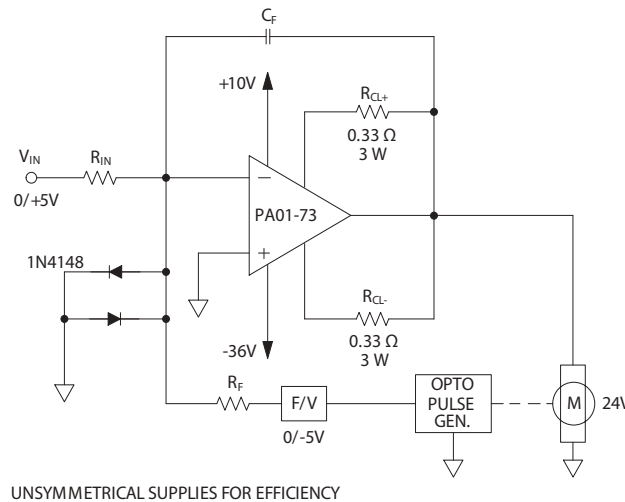 C_F
+10V
R_CL+
0.33 Ω
3 W
V_IN
R_IN
0/+5V
−
PA01-73
+
1N4148
R_CL-
0.33 Ω
3 W
-36V
R_F
F/V
0/-5V
OPTO
PULSE
GEN.
M
24V
UNSYMMETRICAL SUPPLIES FOR EFFICIENCY